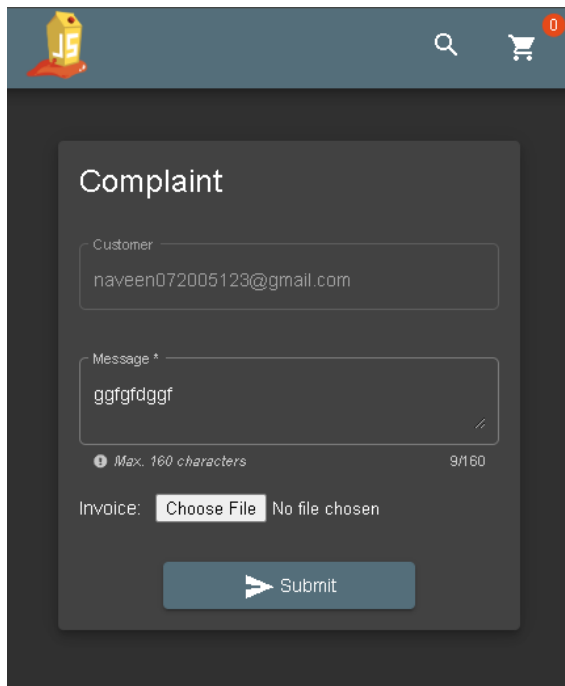 JS
0
Complaint
Customer
naveen072005123@gmail.com
Message *
ggfgfdggf
Max. 160 characters 9/160
Invoice: Choose File No file chosen
Submit